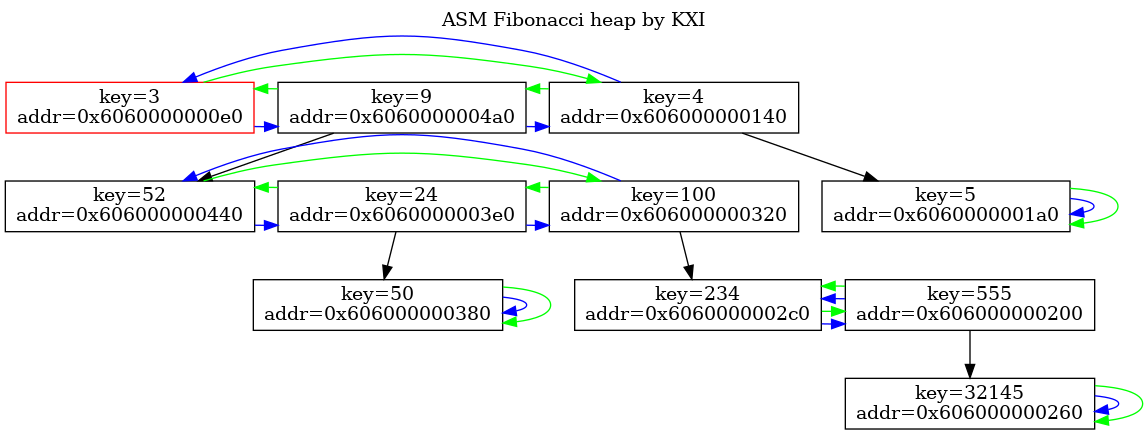 ASM Fibonacci heap by KXI
key=3
addr=0x6060000000e0
key=9
addr=0x6060000004a0
key=4
addr=0x606000000140
key=52
addr=0x606000000440
key=24
addr=0x6060000003e0
key=100
addr=0x606000000320
key=5
addr=0x6060000001a0
key=50
addr=0x606000000380
key=234
addr=0x6060000002c0
key=555
addr=0x606000000200
key=32145
addr=0x606000000260